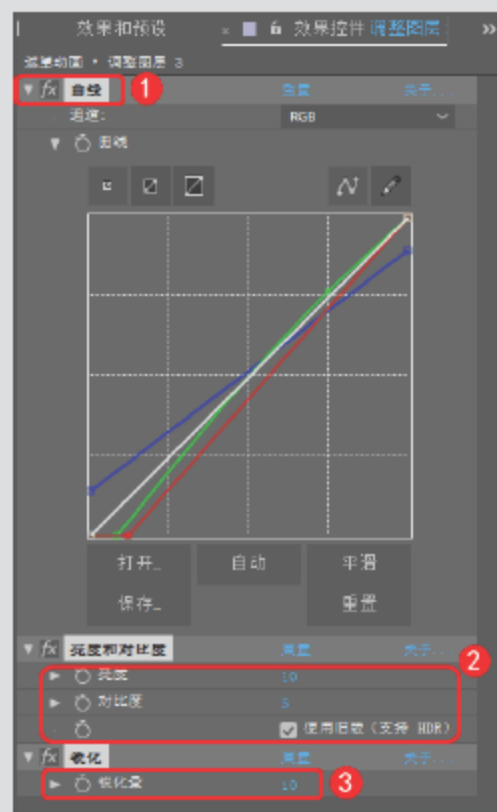 效果和预设 × 效果控件 调整图层 »
遮罩动画 • 调整图层 3
fx 曲线 重置 关于... 1
通道: RGB
曲线
打开... 自动 平滑
保存... 重置
fx 亮度和对比度 重置 关于... 2
亮度 10
对比度 5
使用旧版（支持 HDR）
fx 锐化 重置 关于...
锐化量 10 3